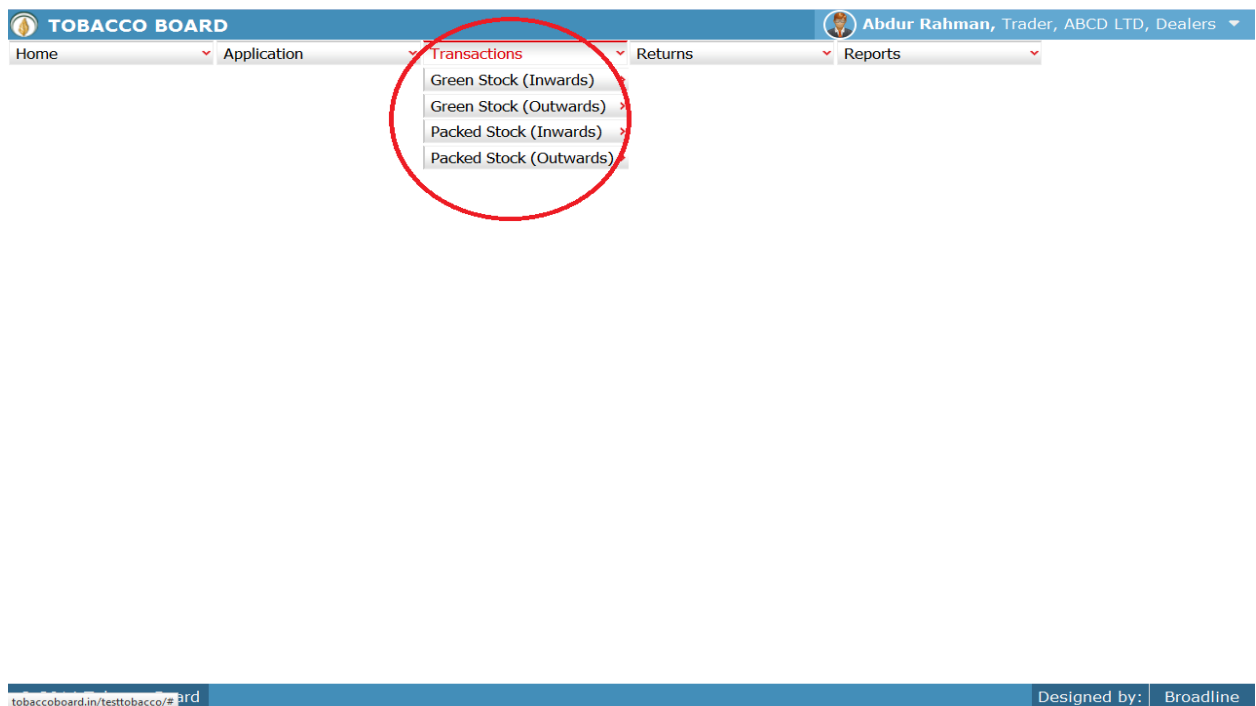 TOBACCO BOARD
Abdur Rahman, Trader, ABCD LTD, Dealers
Home Application Transactions Returns Reports
Green Stock (Inwards)
Green Stock (Outwards)
Packed Stock (Inwards)
Packed Stock (Outwards)
ard
tobaccoboard.in/testtobacco/#
Designed by: Broadline